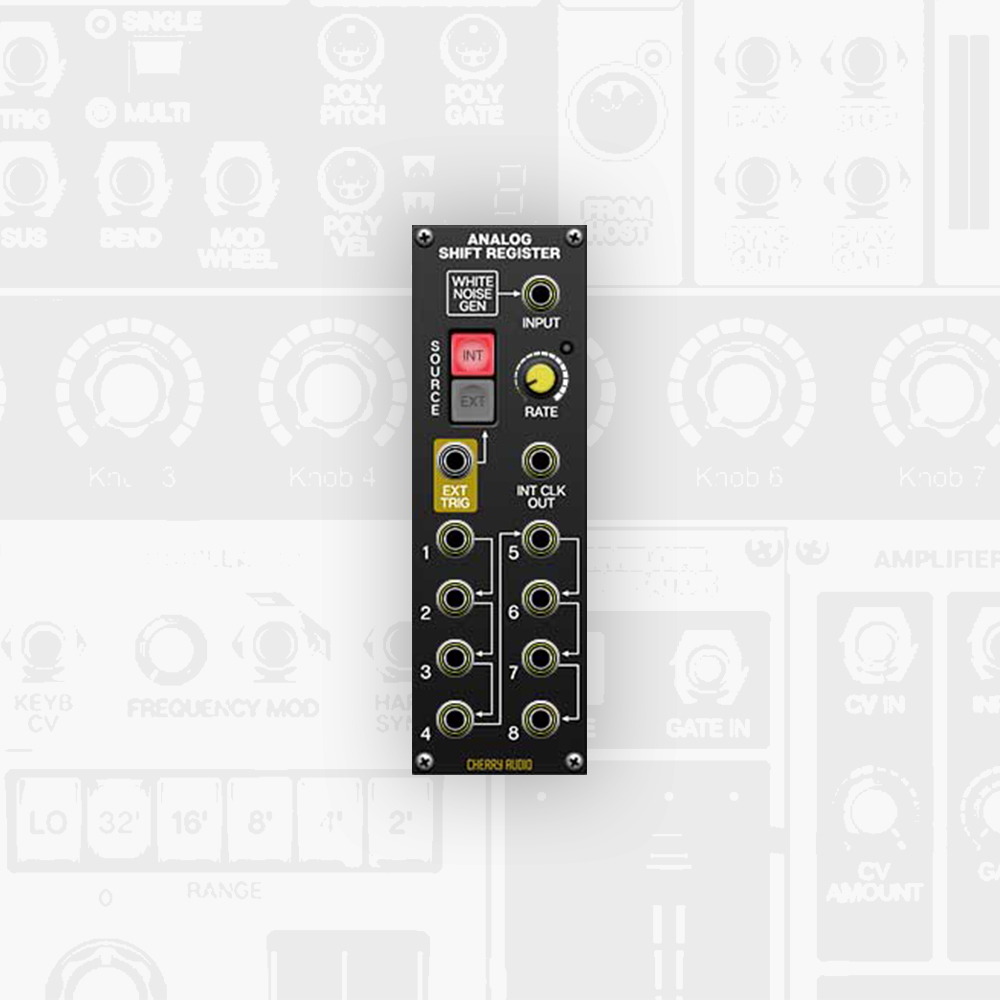 SINGLE
MULTI
TRIG
POLY
PITCH
POLY
GATE
SUS
BEND
MOD
WHEEL
POLY
VEL
FROM
HOST
ANALOG
SHIFT REGISTER
WHITE
NOISE
GEN
INPUT
SOURCE
INT
EXT
RATE
EXT
TRIG
INT CLK
OUT
1
2
3
4
5
6
7
8
CHERRY AUDIO
Knob 4
Knob 6
Knob 7
AMPLIFIER
KEYB
CV
FREQUENCY MOD
GATE IN
CV IN
LO
32'
16'
8'
2'
RANGE
0
CV
AMOUNT